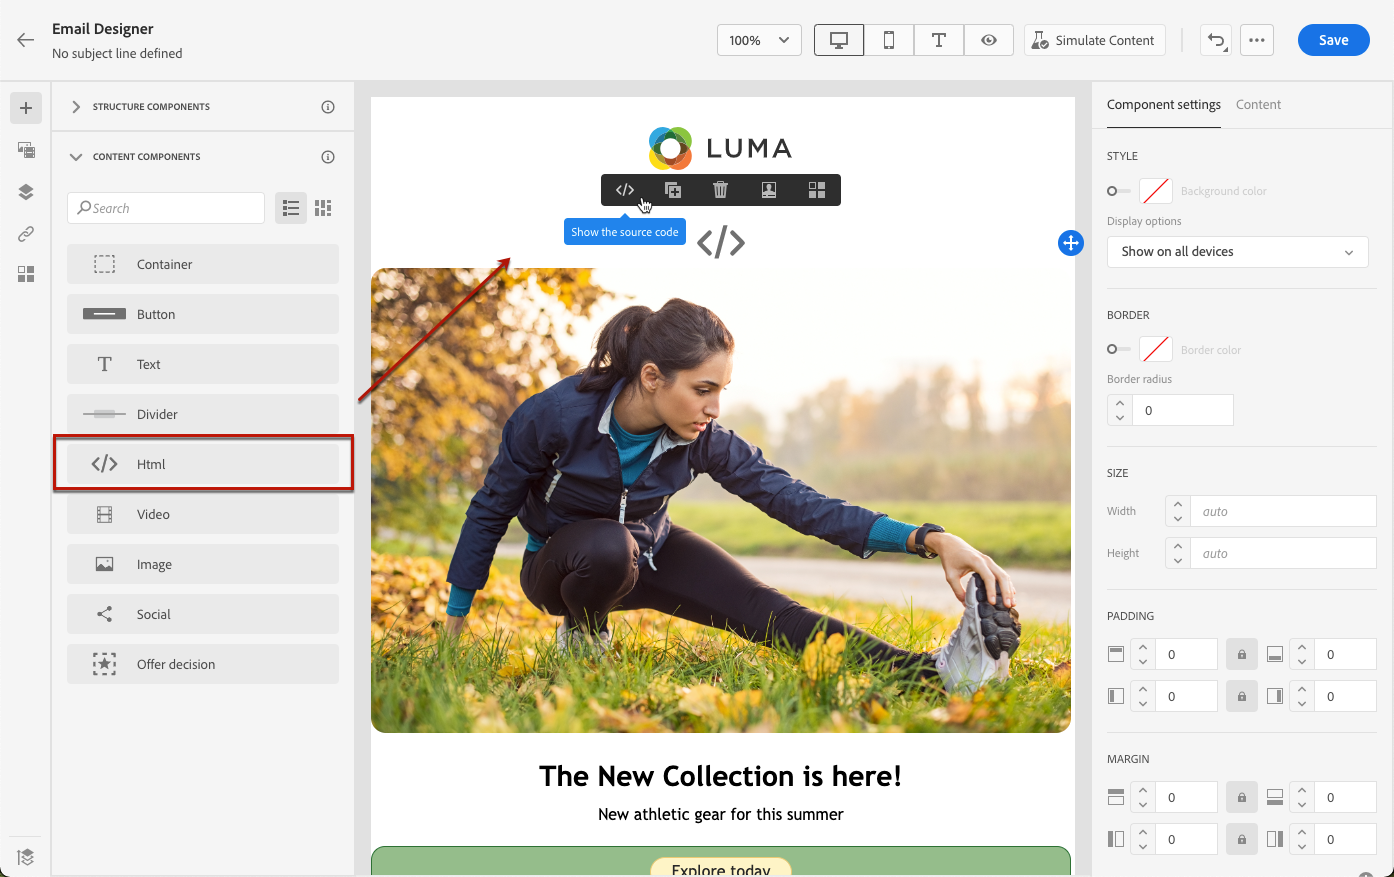 Email Designer
No subject line defined
100%
Simulate Content
Save
STRUCTURE COMPONENTS
CONTENT COMPONENTS
Search
Container
Button
Text
Divider
Html
Video
Image
Social
Offer decision
LUMA
Show the source code
The New Collection is here!
New athletic gear for this summer
Explore today
Component settings
Content
STYLE
Background color
Display options
Show on all devices
BORDER
Border color
Border radius
0
SIZE
Width
auto
Height
auto
PADDING
0
0
0
0
MARGIN
0
0
0
0